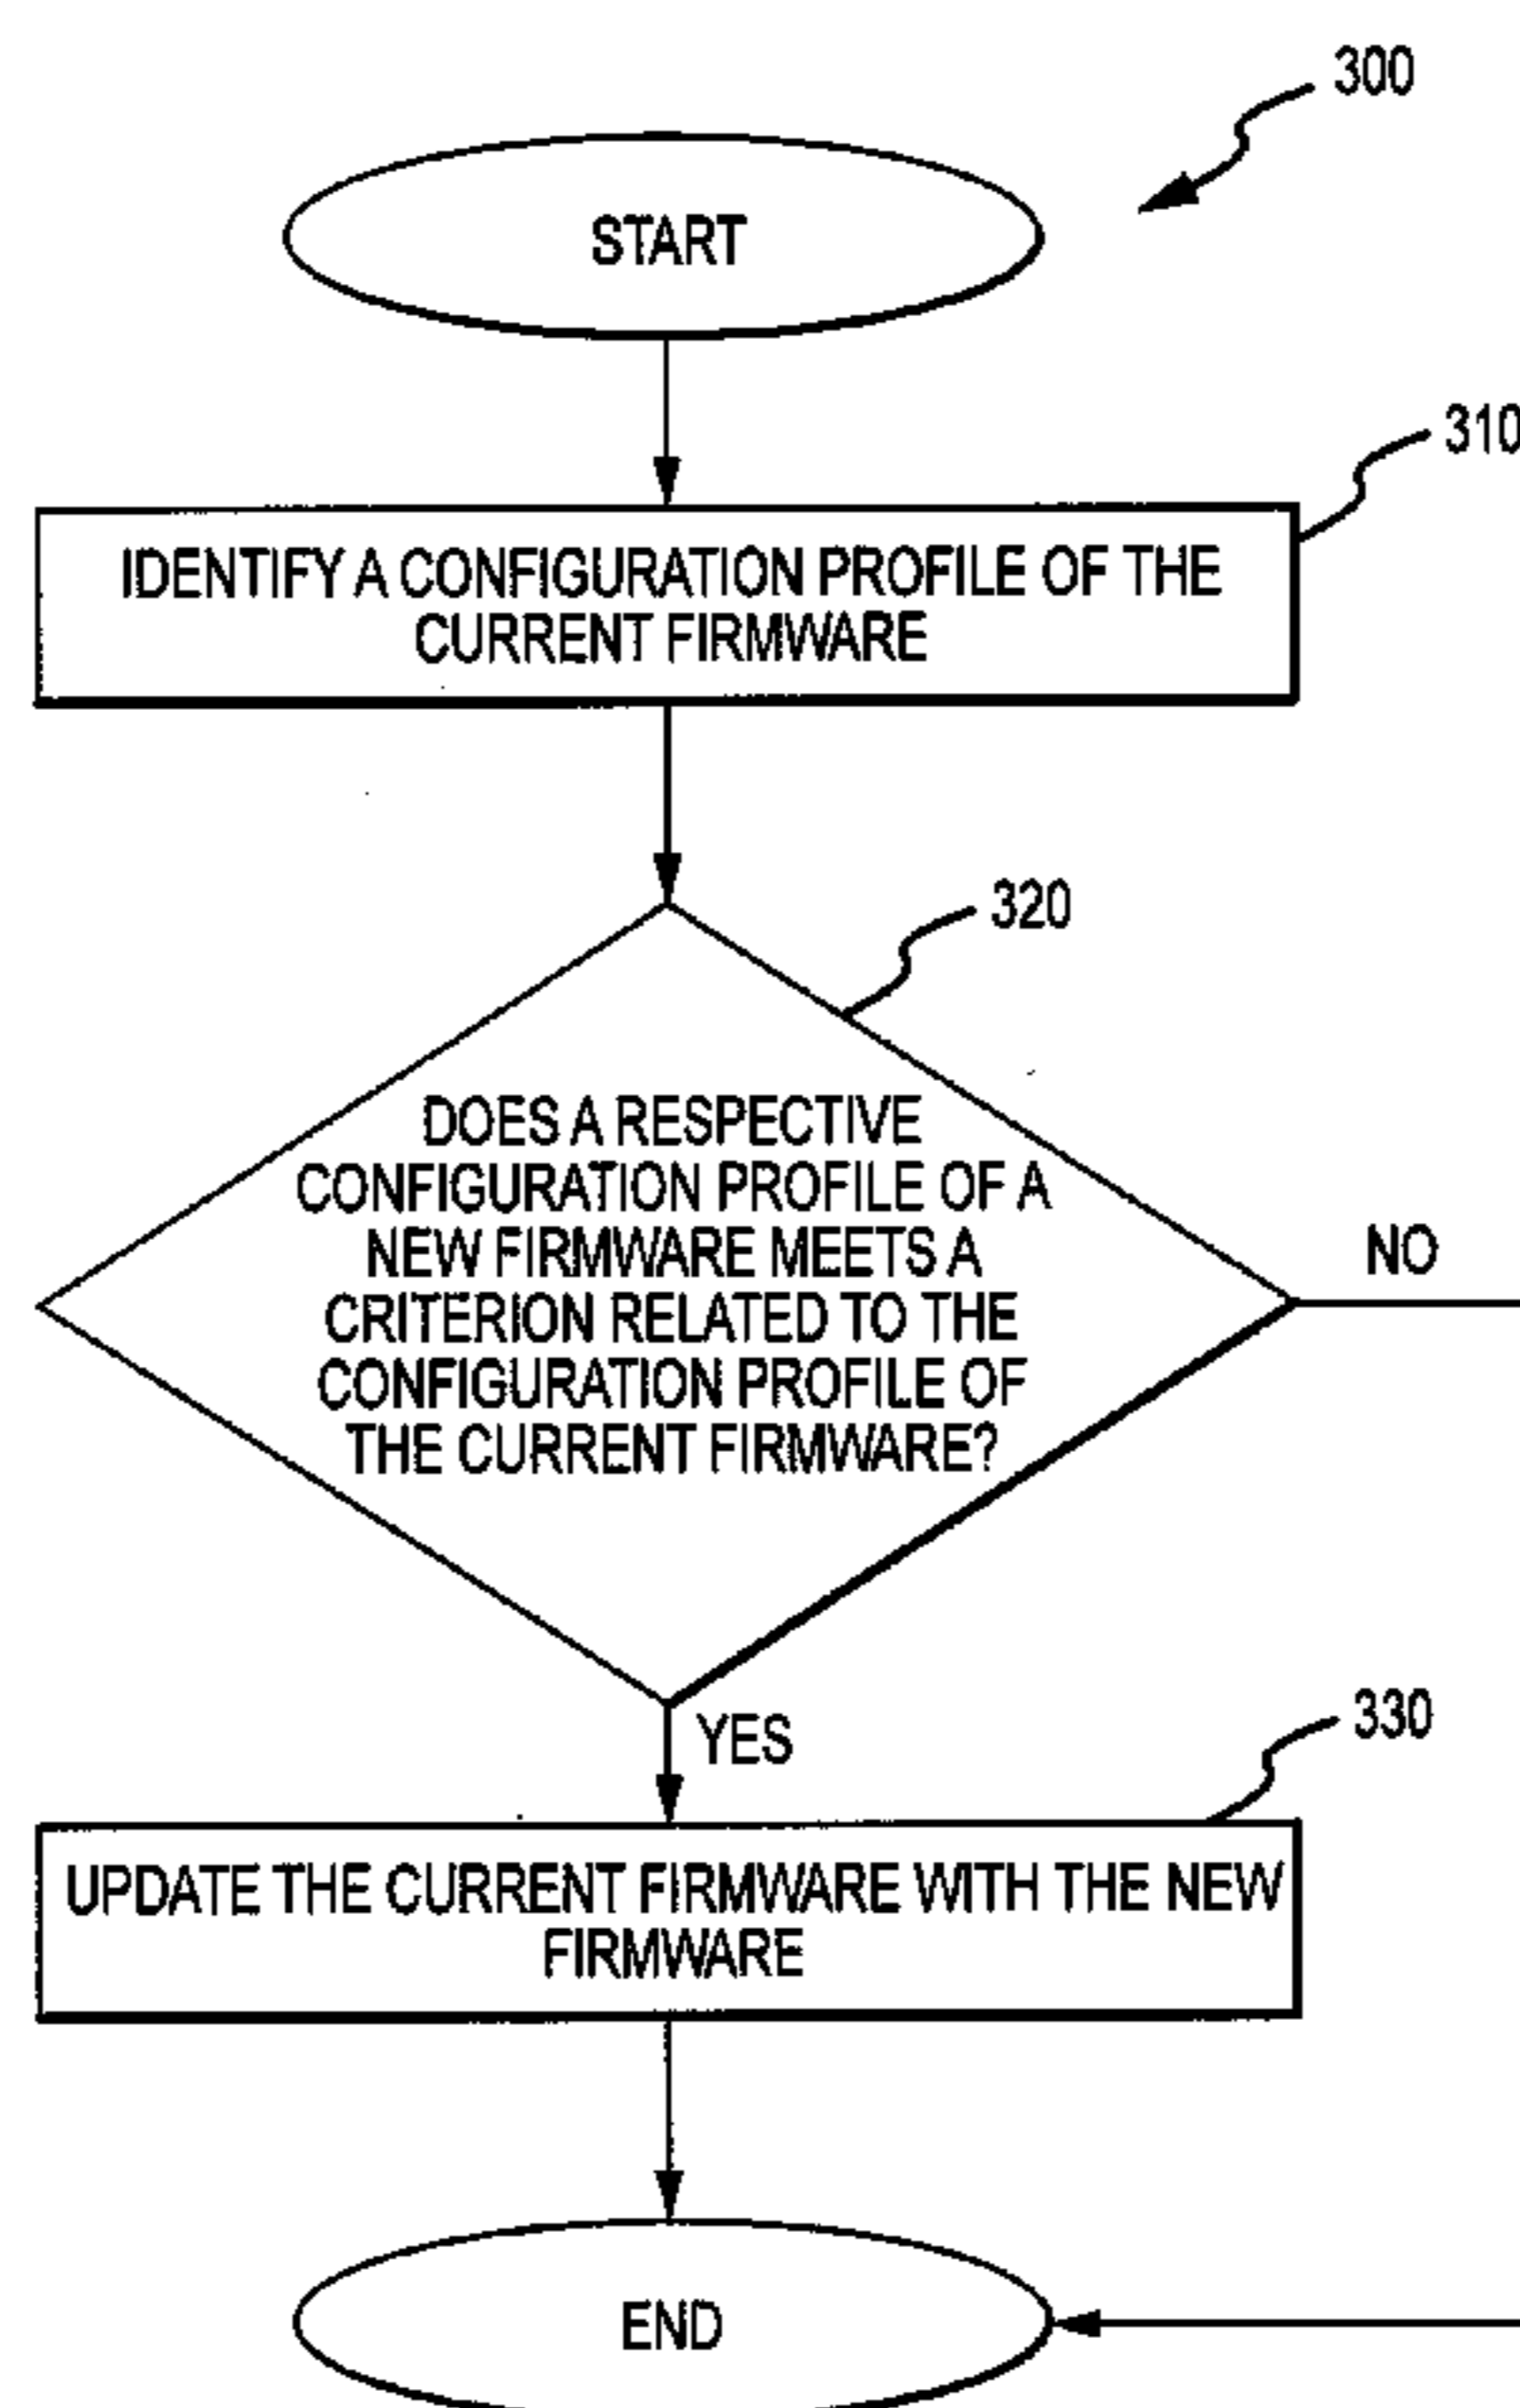 300
START
310
IDENTIFY A CONFIGURATION PROFILE OF THE
CURRENT FIRMWARE
320
DOES A RESPECTIVE
CONFIGURATION PROFILE OF A
NEW FIRMWARE MEETS A
CRITERION RELATED TO THE
CONFIGURATION PROFILE OF
THE CURRENT FIRMWARE?
NO
YES
330
UPDATE THE CURRENT FIRMWARE WITH THE NEW
FIRMWARE
END